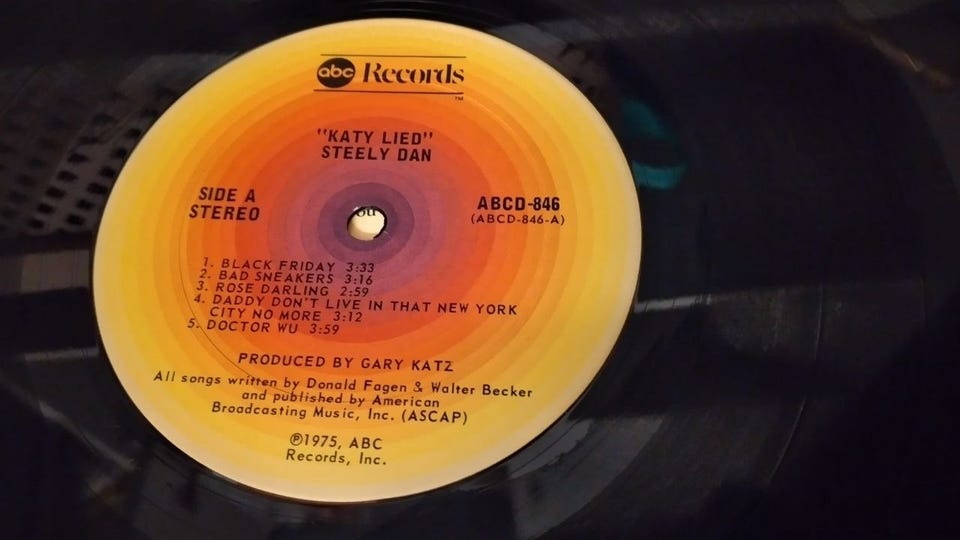 abc Records
™
"KATY LIED"
STEELY DAN
SIDE A
STEREO
ABCD-846
(ABCD-846-A)
ou
1. BLACK FRIDAY 3:33
2. BAD SNEAKERS 3:16
3. ROSE DARLING 2:59
4. DADDY DON'T LIVE IN THAT NEW YORK
CITY NO MORE 3:12
5. DOCTOR WU 3:59
PRODUCED BY GARY KATZ
All songs written by Donald Fagen & Walter Becker
and published by American
Broadcasting Music, Inc. (ASCAP)
℗1975, ABC
Records, Inc.